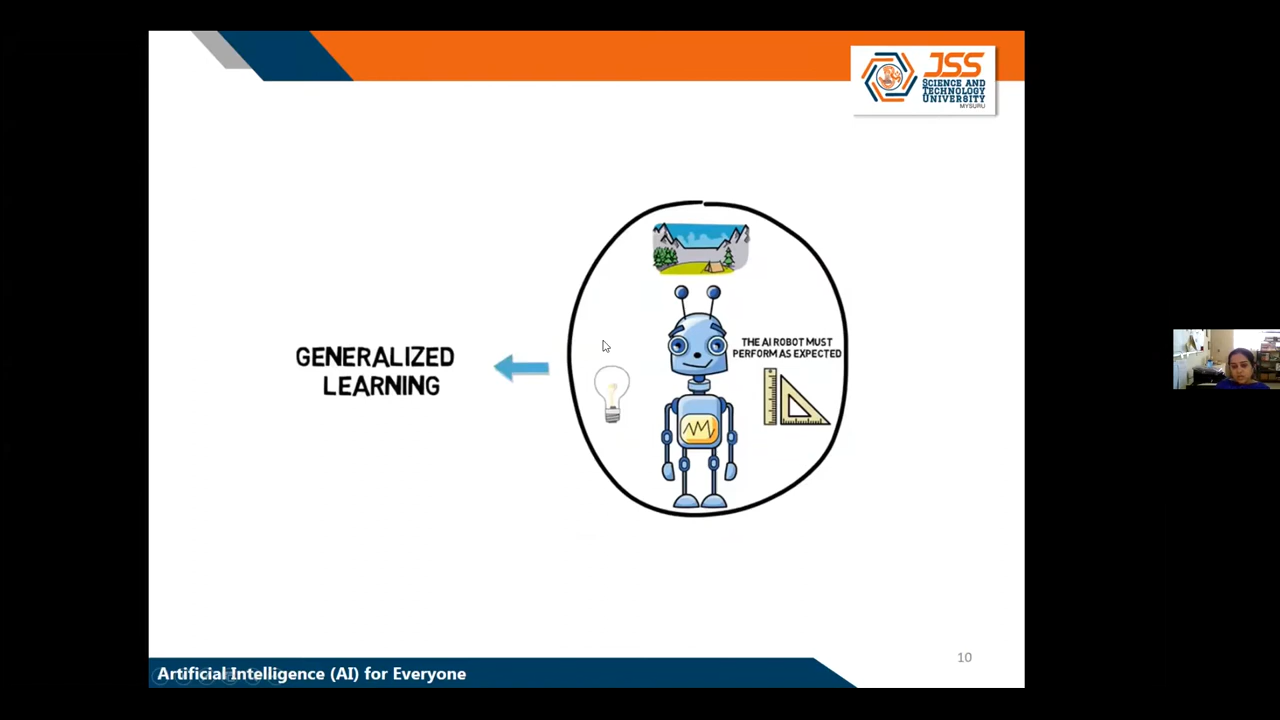 JSS
SCIENCE AND
TECHNOLOGY
UNIVERSITY
MYSURU
THE AI ROBOT MUST
PERFORM AS EXPECTED
GENERALIZED
LEARNING
10
Artificial Intelligence (AI) for Everyone